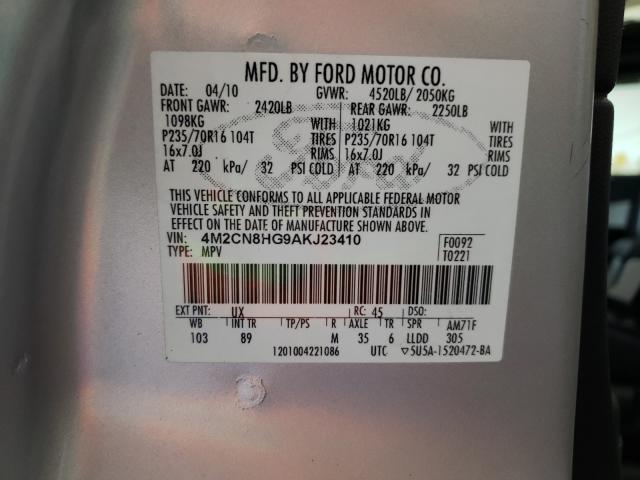 MFD. BY FORD MOTOR CO.
DATE: 04/10 GVWR: 4520LB/ 2050KG
FRONT GAWR: 2420LB REAR GAWR: 2250LB
1098KG WITH 1021KG WITH
P235/70R16 104T TIRES P235/70R16 104T TIRES
16x7.0J RIMS 16x7.0J RIMS
AT 220 kPa/ 32 PSI COLD AT 220 kPa/ 32 PSI COLD
THIS VEHICLE CONFORMS TO ALL APPLICABLE FEDERAL MOTOR
VEHICLE SAFETY AND THEFT PREVENTION STANDARDS IN
EFFECT ON THE DATE OF MANUFACTURE SHOWN ABOVE.
VIN: 4M2CN8HG9AKJ23410 F0092
TYPE: MPV T0221
EXT PNT: UX RC: 45 DSO:
WB INT TR TP/PS R AXLE TR SPR AM71F
103 89 M 35 6 LLDD 305
1201004221086 UTC ▽5U5A-1520472-BA